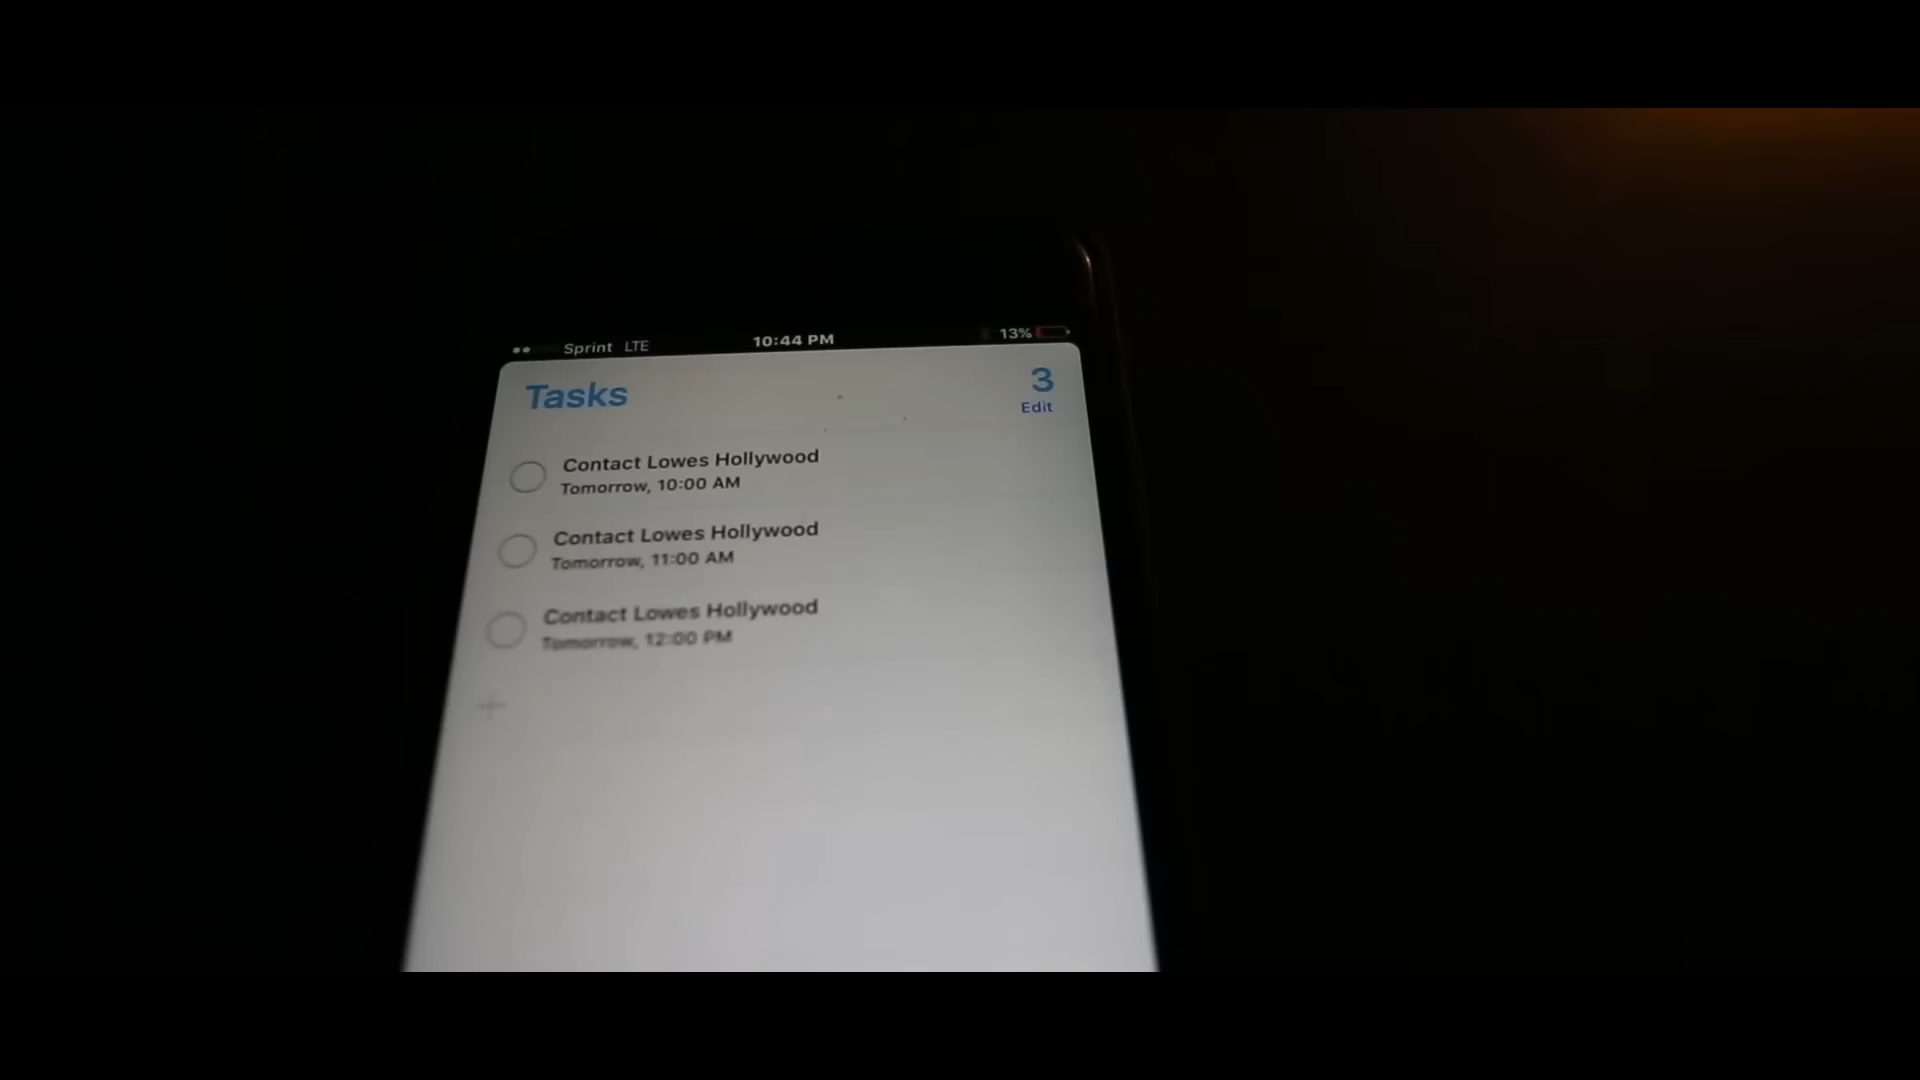 Sprint LTE 10:44 PM 13%
Tasks 3
Edit
Contact Lowes Hollywood
Tomorrow, 10:00 AM
Contact Lowes Hollywood
Tomorrow, 11:00 AM
Contact Lowes Hollywood
Tomorrow, 12:00 PM